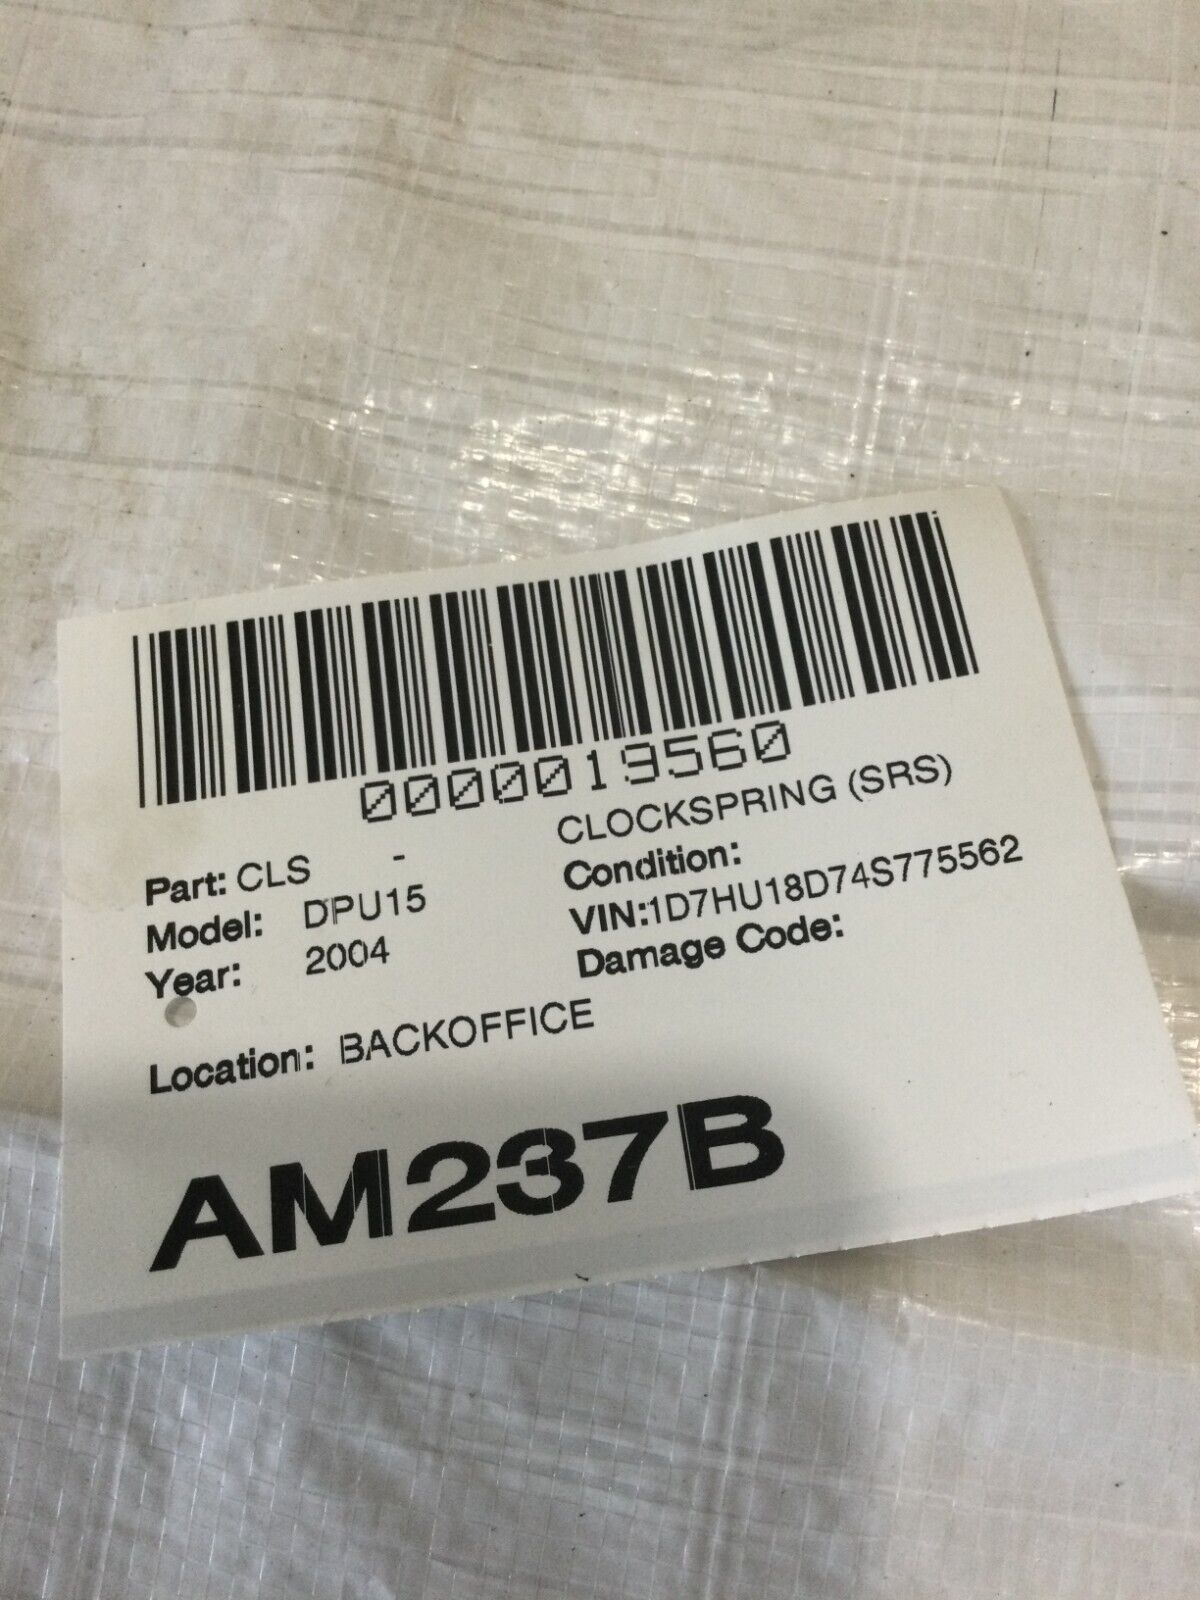 0000019560
Part: CLS - CLOCKSPRING (SRS)
Model: DPU15 Condition:
Year: 2004 VIN:1D7HU18D74S775562
Damage Code:
Location: BACKOFFICE
AM237B